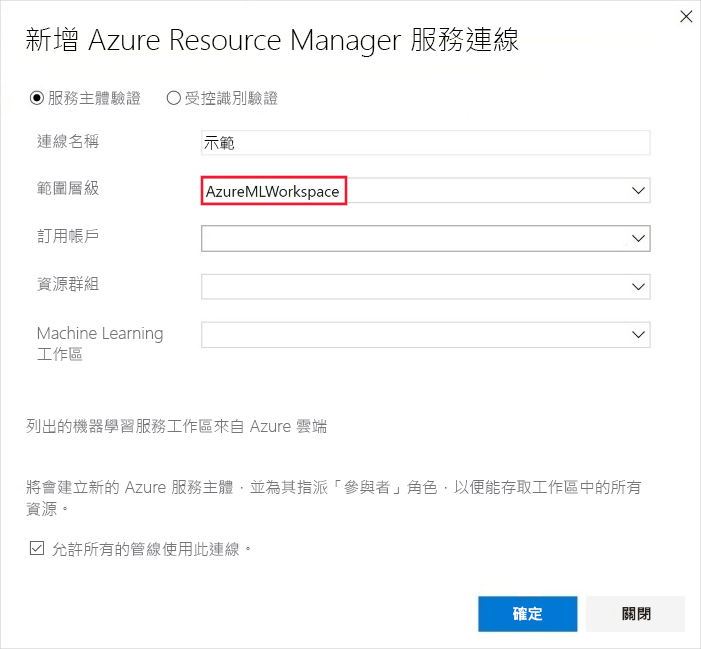 新增 Azure Resource Manager 服務連線
服務主體驗證 受控識別驗證
連線名稱 示範
範圍層級 AzureMLWorkspace
訂用帳戶
資源群組
Machine Learning
工作區
列出的機器學習服務工作區來自 Azure 雲端
將會建立新的 Azure 服務主體，並為其指派「參與者」角色，以便能存取工作區中的所有
資源。
允許所有的管線使用此連線。
確定 關閉